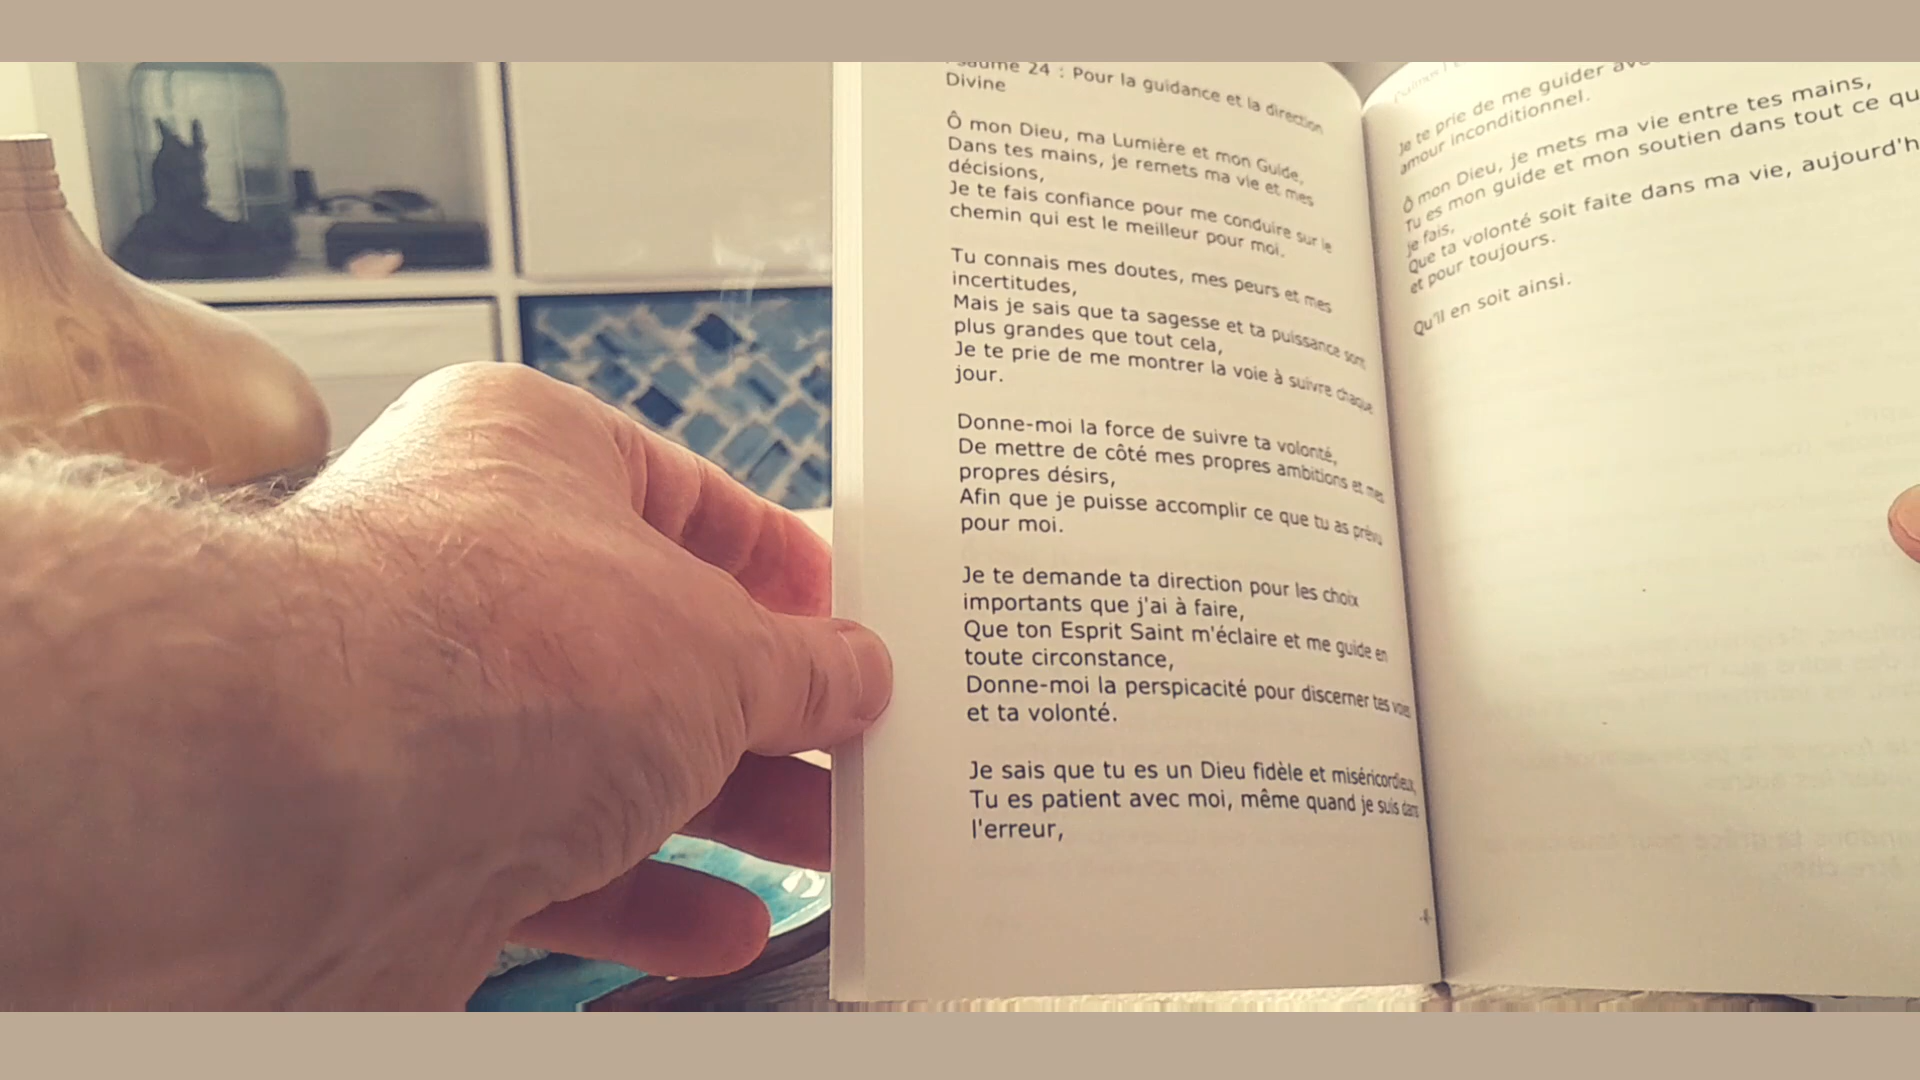 Psaume 24 : Pour la guidance et la direction
Divine
Ô mon Dieu, ma Lumière et mon Guide,
Dans tes mains, je remets ma vie et mes
décisions,
Je te fais confiance pour me conduire sur le
chemin qui est le meilleur pour moi.
Tu connais mes doutes, mes peurs et mes
incertitudes,
Mais je sais que ta sagesse et ta puissance sont
plus grandes que tout cela,
Je te prie de me montrer la voie à suivre chaque
jour.
Donne-moi la force de suivre ta volonté,
De mettre de côté mes propres ambitions et mes
propres désirs,
Afin que je puisse accomplir ce que tu as prévu
pour moi.
Je te demande ta direction pour les choix
importants que j'ai à faire,
Que ton Esprit Saint m'éclaire et me guide en
toute circonstance,
Donne-moi la perspicacité pour discerner tes voies
et ta volonté.
Je sais que tu es un Dieu fidèle et miséricordieux,
Tu es patient avec moi, même quand je suis dans
l'erreur,
Je te prie de me guider
amour inconditionnel.
Ô mon Dieu, je mets ma vie entre tes mains,
Tu es mon guide et mon soutien dans tout ce
je fais,
Que ta volonté soit faite dans ma vie,
et pour toujours.
Qu'il en soit ainsi.